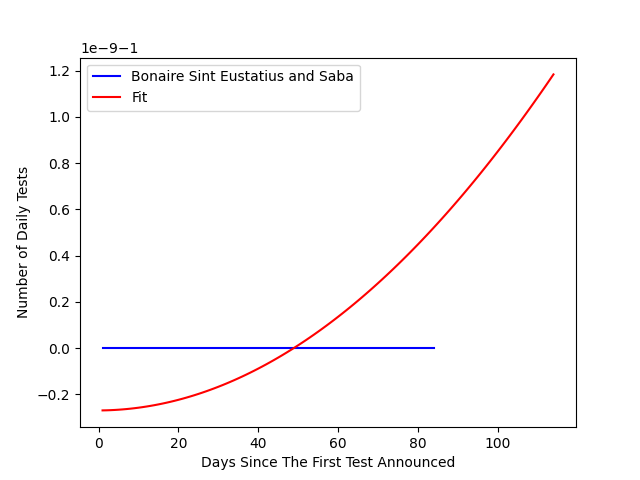 1e−9−1
Bonaire Sint Eustatius and Saba
Fit
1.2
1.0
0.8
0.6
0.4
0.2
0.0
−0.2
Number of Daily Tests
0 20 40 60 80 100
Days Since The First Test Announced